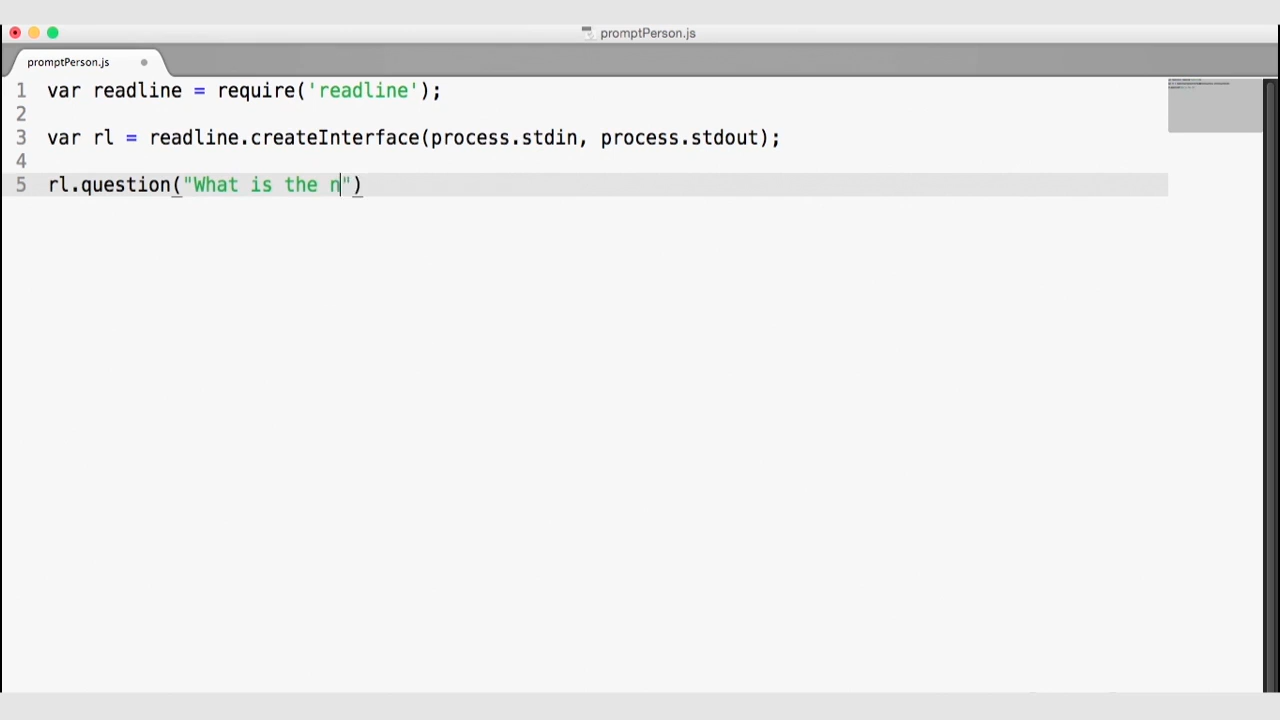 promptPerson.js
promptPerson.js
1 var readline = require('readline');
2
3 var rl = readline.createInterface(process.stdin, process.stdout);
4
5 rl.question("What is the n")